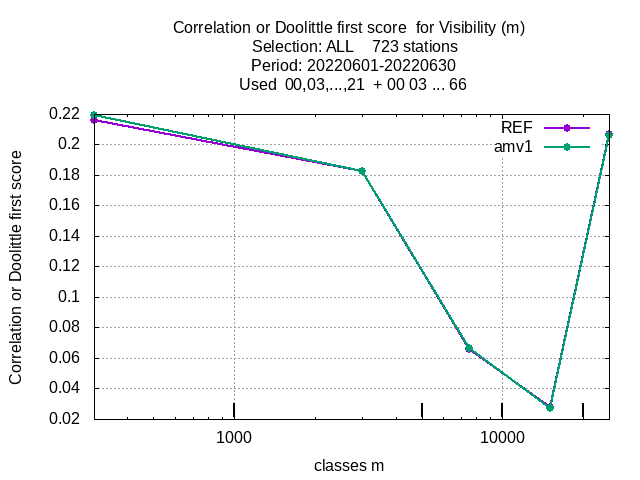 Correlation or Doolittle first score  for Visibility (m)
Selection: ALL    723 stations
Period: 20220601-20220630
Used  00,03,...,21  + 00 03 ... 66
REF
amv1
0.22
0.2
0.18
0.16
0.14
0.12
0.1
0.08
0.06
0.04
0.02
Correlation or Doolittle first score
1000
10000
classes m